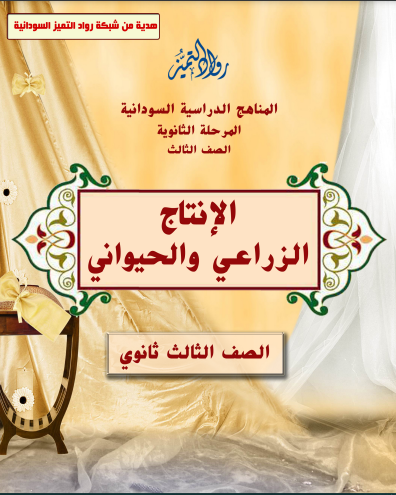 هدية من شبكة رواد التميز السودانية
رواد التميُّز
المناهج الدراسية السودانية
المرحلة الثانوية
الصف الثالث
الإنتاج
الزراعي والحيواني
الصف الثالث ثانوي